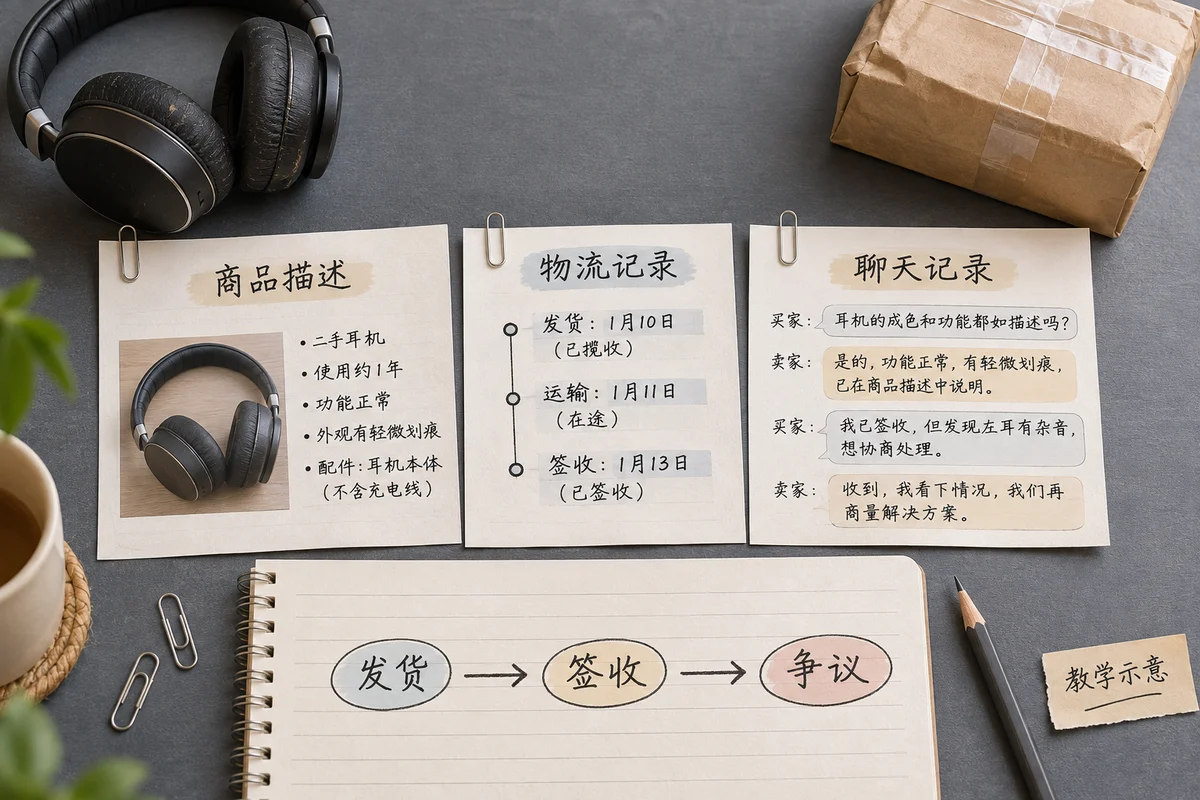 商品描述
• 二手耳机
• 使用约1年
• 功能正常
• 外观有轻微划痕
• 配件：耳机本体
（不含充电线）
物流记录
发货：1月10日
（已揽收）
运输：1月11日
（在途）
签收：1月13日
（已签收）
聊天记录
买家：耳机的成色和功能都如描述吗？
卖家：是的，功能正常，有轻微划痕，
已在商品描述中说明。
买家：我已签收，但发现左耳有杂音，
想协商处理。
卖家：收到，我看下情况，我们再
商量解决方案。
发货 → 签收 → 争议
教学示意